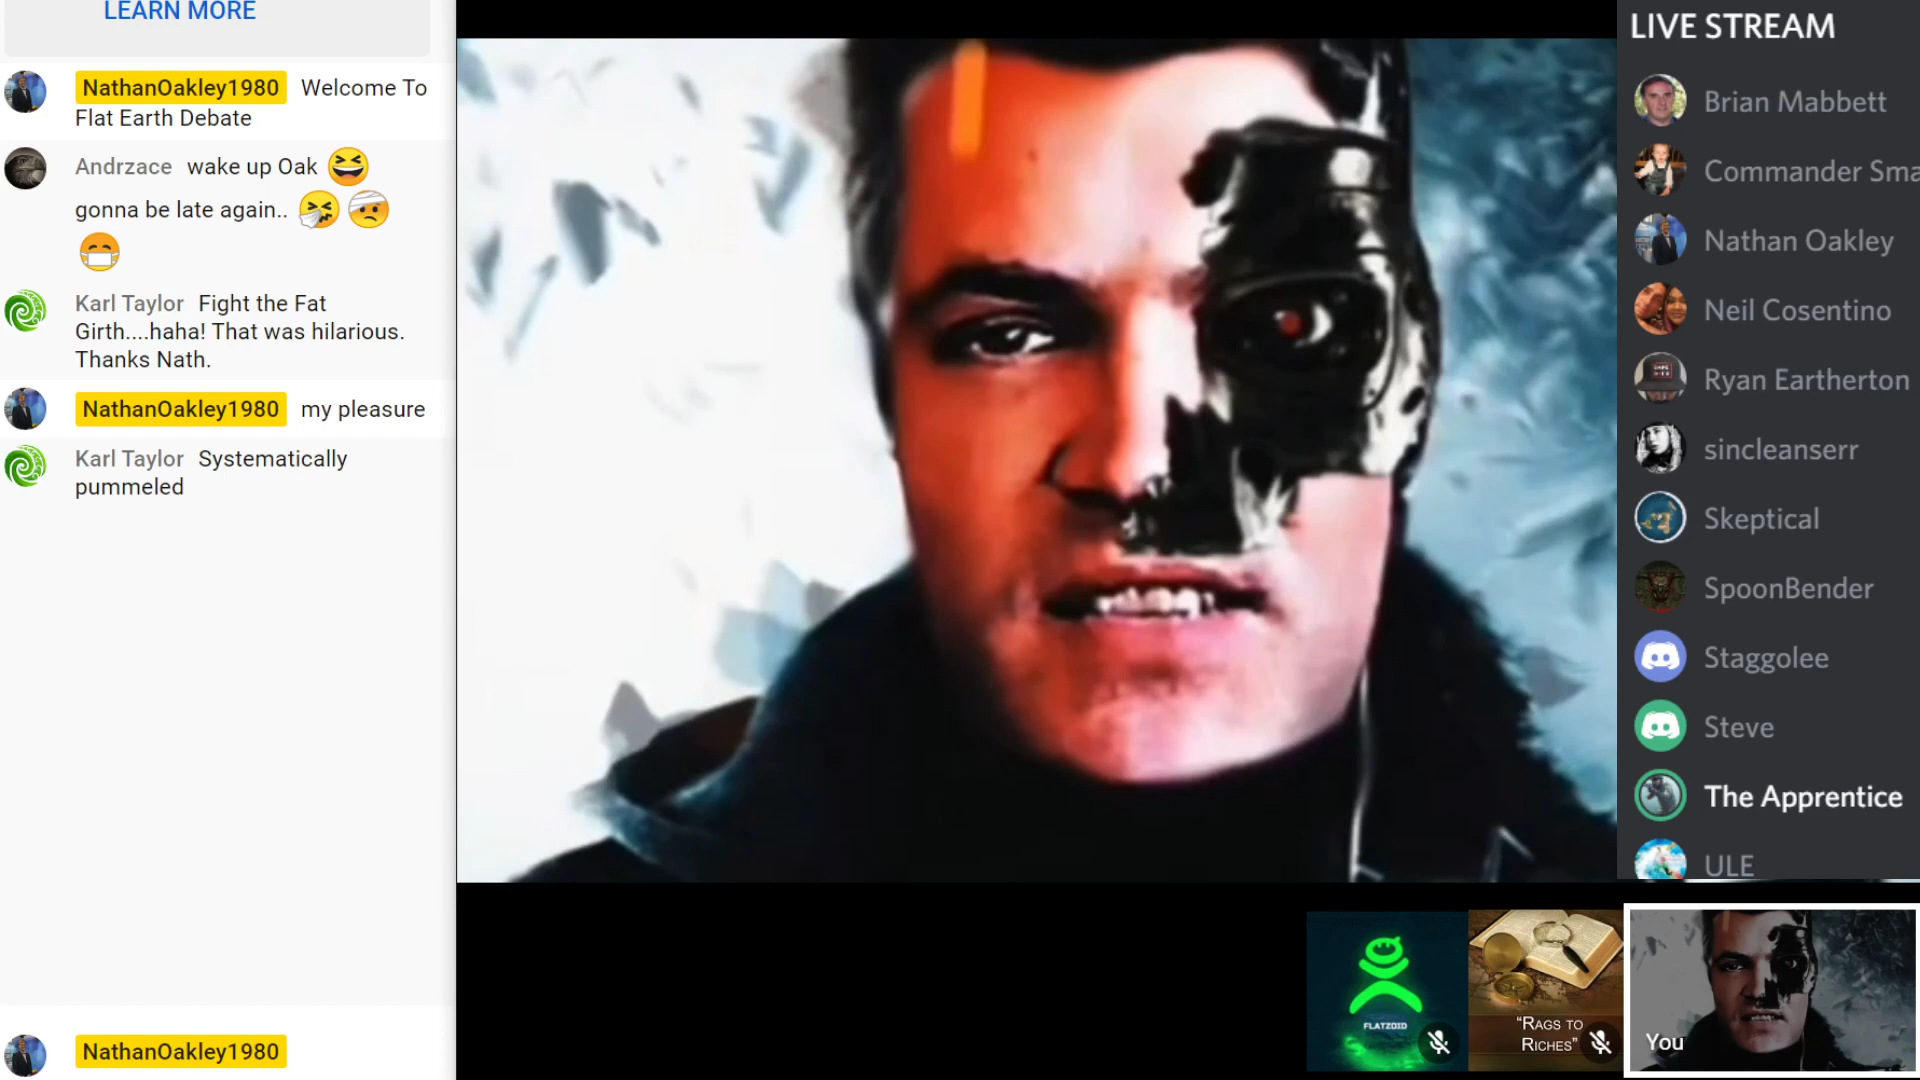 LEARN MORE
NathanOakley1980 Welcome To
Flat Earth Debate
Andrzace wake up Oak 😆
gonna be late again.. 🤧 🤕
😷
Karl Taylor Fight the Fat
Girth....haha! That was hilarious.
Thanks Nath.
NathanOakley1980 my pleasure
Karl Taylor Systematically
pummeled
NathanOakley1980
LIVE STREAM
Brian Mabbett
Commander Sma
Nathan Oakley
Neil Cosentino
Ryan Eartherton
sincleanserr
Skeptical
SpoonBender
Staggolee
Steve
The Apprentice
ULE
FLATZOID
“RAGS TO
RICHES”
You